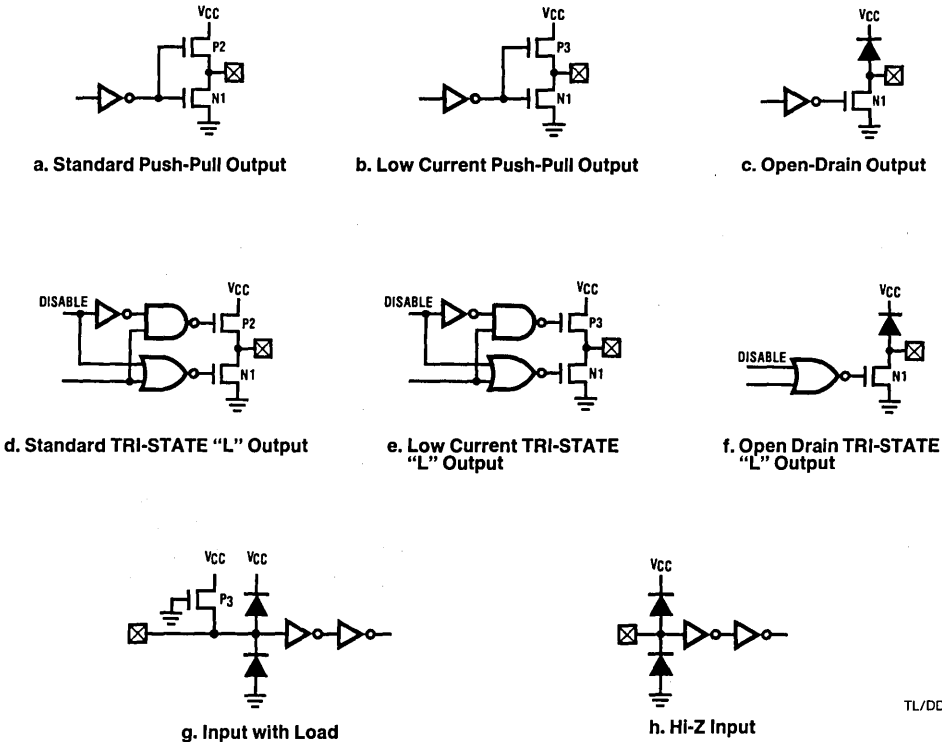 VCC
P2
N1
a. Standard Push-Pull Output
VCC
P3
N1
b. Low Current Push-Pull Output
VCC
N1
c. Open-Drain Output
VCC
DISABLE
P2
N1
d. Standard TRI-STATE “L” Output
VCC
DISABLE
P3
N1
e. Low Current TRI-STATE
“L” Output
VCC
DISABLE
N1
f. Open Drain TRI-STATE
“L” Output
VCC VCC
P3
g. Input with Load
VCC
h. Hi-Z Input